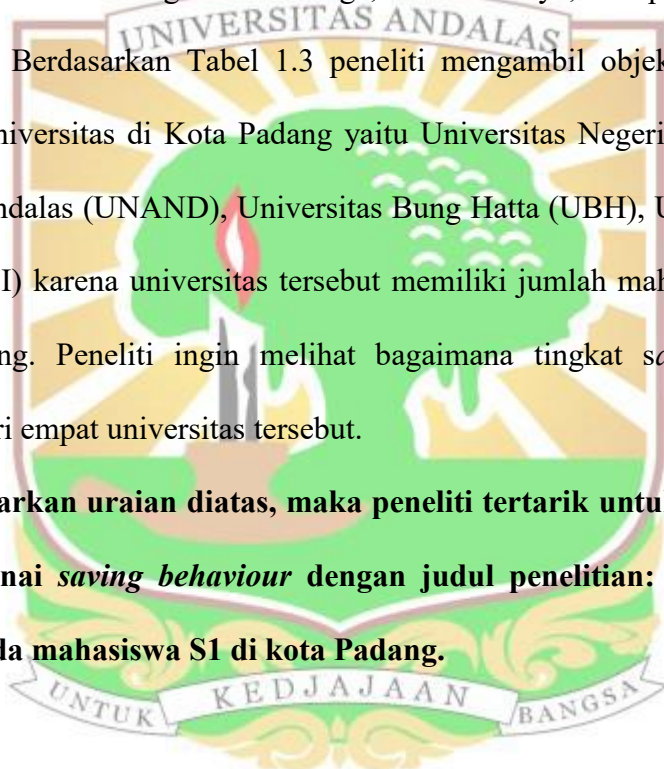 UNIVERSITAS ANDALAS
Berdasarkan Tabel 1.3 peneliti mengambil objek
niversitas di Kota Padang yaitu Universitas Negeri
ndalas (UNAND), Universitas Bung Hatta (UBH), U
I) karena universitas tersebut memiliki jumlah mah
ng. Peneliti ingin melihat bagaimana tingkat sa
ri empat universitas tersebut.
arkan uraian diatas, maka peneliti tertarik untu
nai saving behaviour dengan judul penelitian:
da mahasiswa S1 di kota Padang.
UNTUK KEDJAJAAN BANGSA